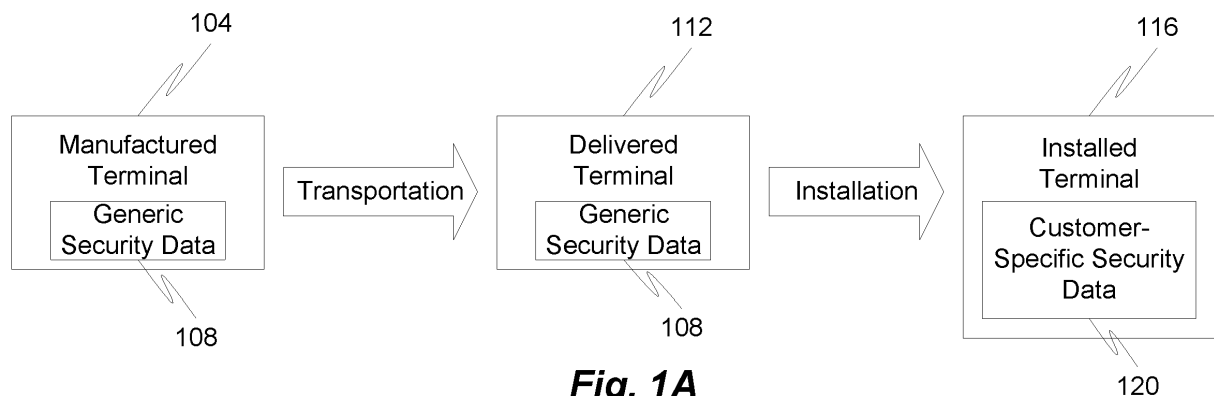 104
112
116
Manufactured
Terminal
Generic
Security Data
108
Transportation
Delivered
Terminal
Generic
Security Data
108
Installation
Installed
Terminal
Customer-
Specific Security
Data
120
Fig. 1A